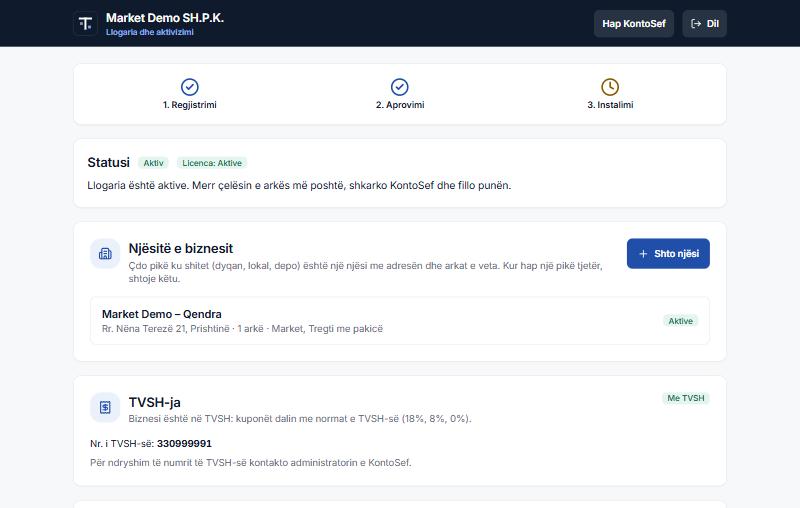 Market Demo SH.P.K.
Llogaria dhe aktivizimi
Hap KontoSef
Dil
1. Regjistrimi
2. Aprovimi
3. Instalimi
Statusi
Aktiv
Licenca: Aktive
Llogaria është aktive. Merr çelësin e arkës më poshtë, shkarko KontoSef dhe fillo punën.
Njësitë e biznesit
Çdo pikë ku shitet (dyqan, lokal, depo) është një njësi me adresën dhe arkat e veta. Kur hap një pikë tjetër,
shtoje këtu.
Shto njësi
Market Demo – Qendra
Rr. Nëna Terezë 21, Prishtinë · 1 arkë · Market, Tregti me pakicë
Aktive
TVSH-ja
Me TVSH
Biznesi është në TVSH: kuponët dalin me normat e TVSH-së (18%, 8%, 0%).
Nr. i TVSH-së: 330999991
Për ndryshim të numrit të TVSH-së kontakto administratorin e KontoSef.